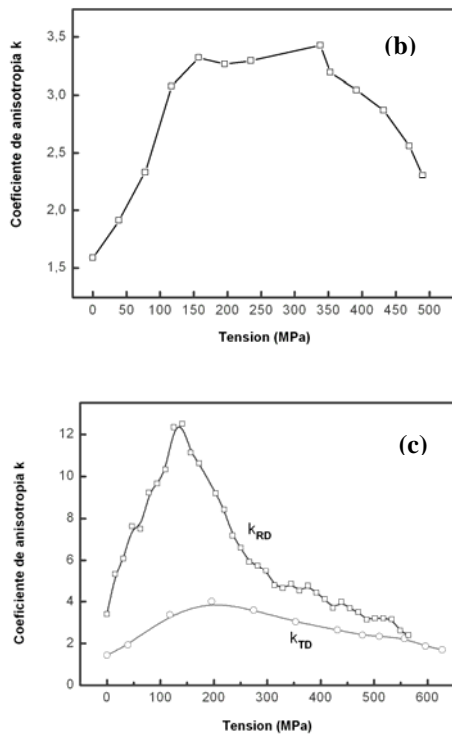 (b)
Coeficiente de anisotropia k
3,5
3,0
2,5
2,0
1,5
0 50 100 150 200 250 300 350 400 450 500
Tension (MPa)
(c)
Coeficiente de anisotropia k
12
10
8
6
4
2
0
k_RD
k_TD
0 100 200 300 400 500 600
Tension (MPa)